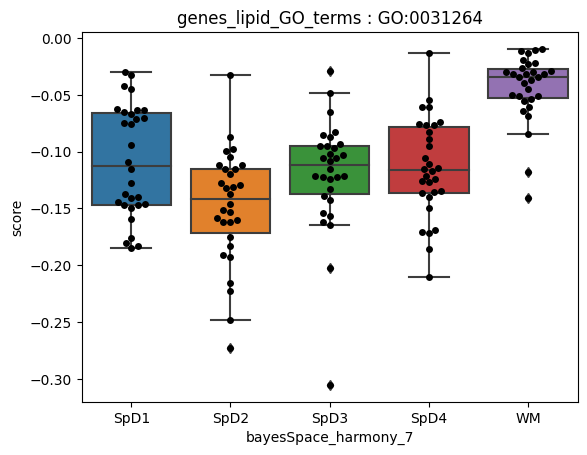 genes_lipid_GO_terms : GO:0031264
0.00
−0.05
−0.10
−0.15
−0.20
−0.25
−0.30
score
SpD1 SpD2 SpD3 SpD4 WM
bayesSpace_harmony_7